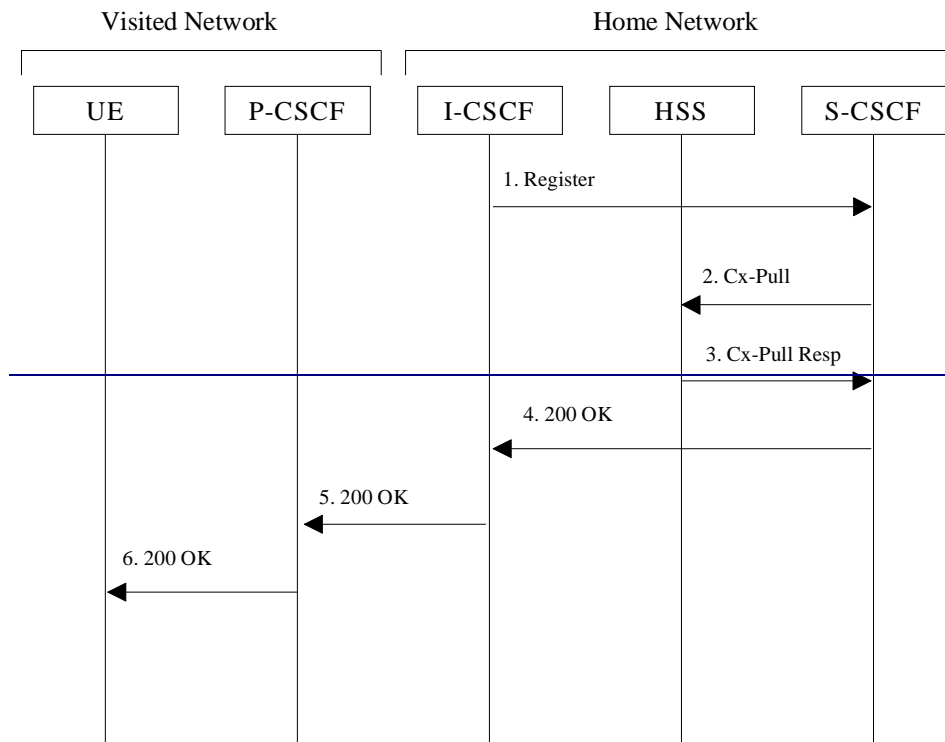 Visited Network
Home Network
UE
P-CSCF
I-CSCF
HSS
S-CSCF
1. Register
2. Cx-Pull
3. Cx-Pull Resp
4. 200 OK
5. 200 OK
6. 200 OK